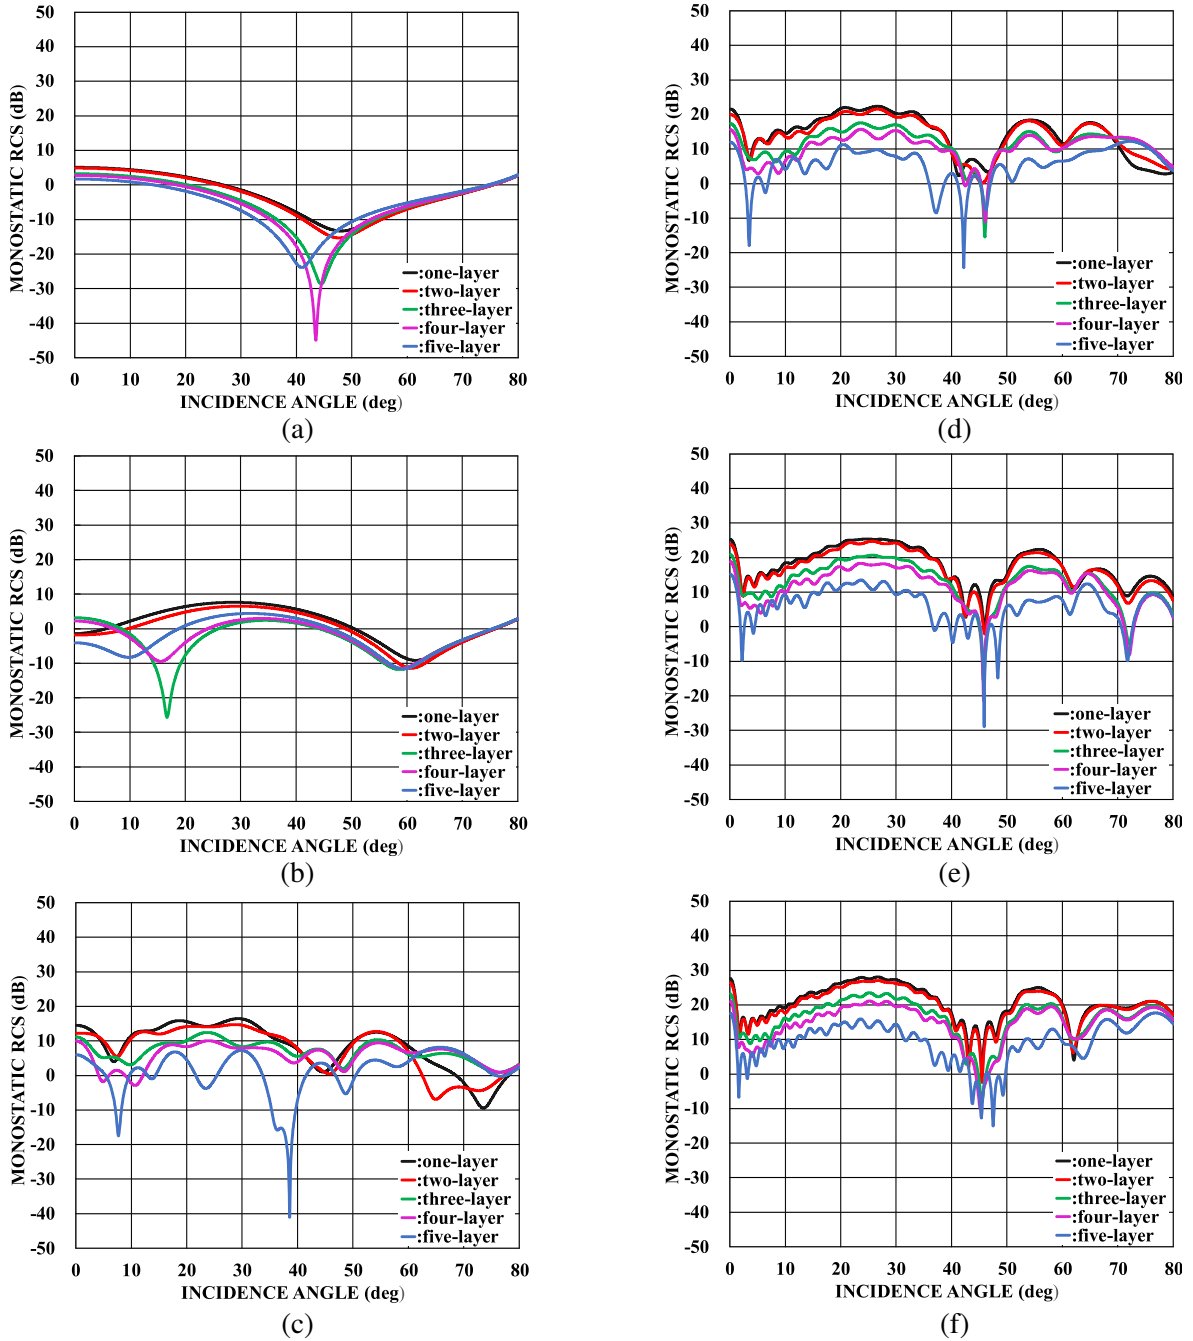 50
40
30
20
10
0
-10
-20
-30
-40
-50
MONOSTATIC RCS (dB)
:one-layer
:two-layer
:three-layer
:four-layer
:five-layer
0 10 20 30 40 50 60 70 80
INCIDENCE ANGLE (deg)
(a)
50
40
30
20
10
0
-10
-20
-30
-40
-50
MONOSTATIC RCS (dB)
:one-layer
:two-layer
:three-layer
:four-layer
:five-layer
0 10 20 30 40 50 60 70 80
INCIDENCE ANGLE (deg)
(b)
50
40
30
20
10
0
-10
-20
-30
-40
-50
MONOSTATIC RCS (dB)
:one-layer
:two-layer
:three-layer
:four-layer
:five-layer
0 10 20 30 40 50 60 70 80
INCIDENCE ANGLE (deg)
(c)
50
40
30
20
10
0
-10
-20
-30
-40
-50
MONOSTATIC RCS (dB)
:one-layer
:two-layer
:three-layer
:four-layer
:five-layer
0 10 20 30 40 50 60 70 80
INCIDENCE ANGLE (deg)
(d)
50
40
30
20
10
0
-10
-20
-30
-40
-50
MONOSTATIC RCS (dB)
:one-layer
:two-layer
:three-layer
:four-layer
:five-layer
0 10 20 30 40 50 60 70 80
INCIDENCE ANGLE (deg)
(e)
50
40
30
20
10
0
-10
-20
-30
-40
-50
MONOSTATIC RCS (dB)
:one-layer
:two-layer
:three-layer
:four-layer
:five-layer
0 10 20 30 40 50 60 70 80
INCIDENCE ANGLE (deg)
(f)